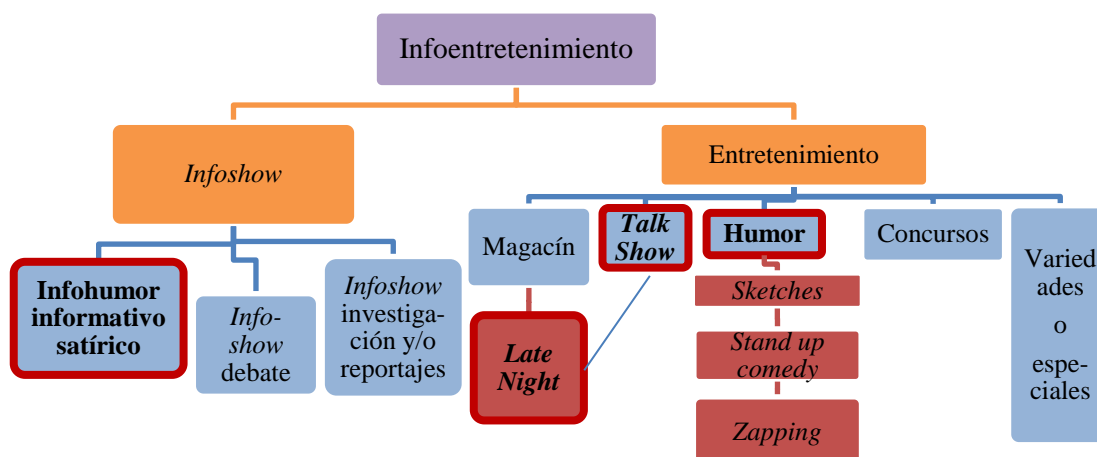 Infoentretenimiento
Infoshow
Entretenimiento
Infohumor
informativo
satírico
Info-
show
debate
Infoshow
investiga-
ción y/o
reportajes
Magacín
Talk
Show
Humor
Concursos
Varied
ades
o
espe-
ciales
Late
Night
Sketches
Stand up
comedy
Zapping